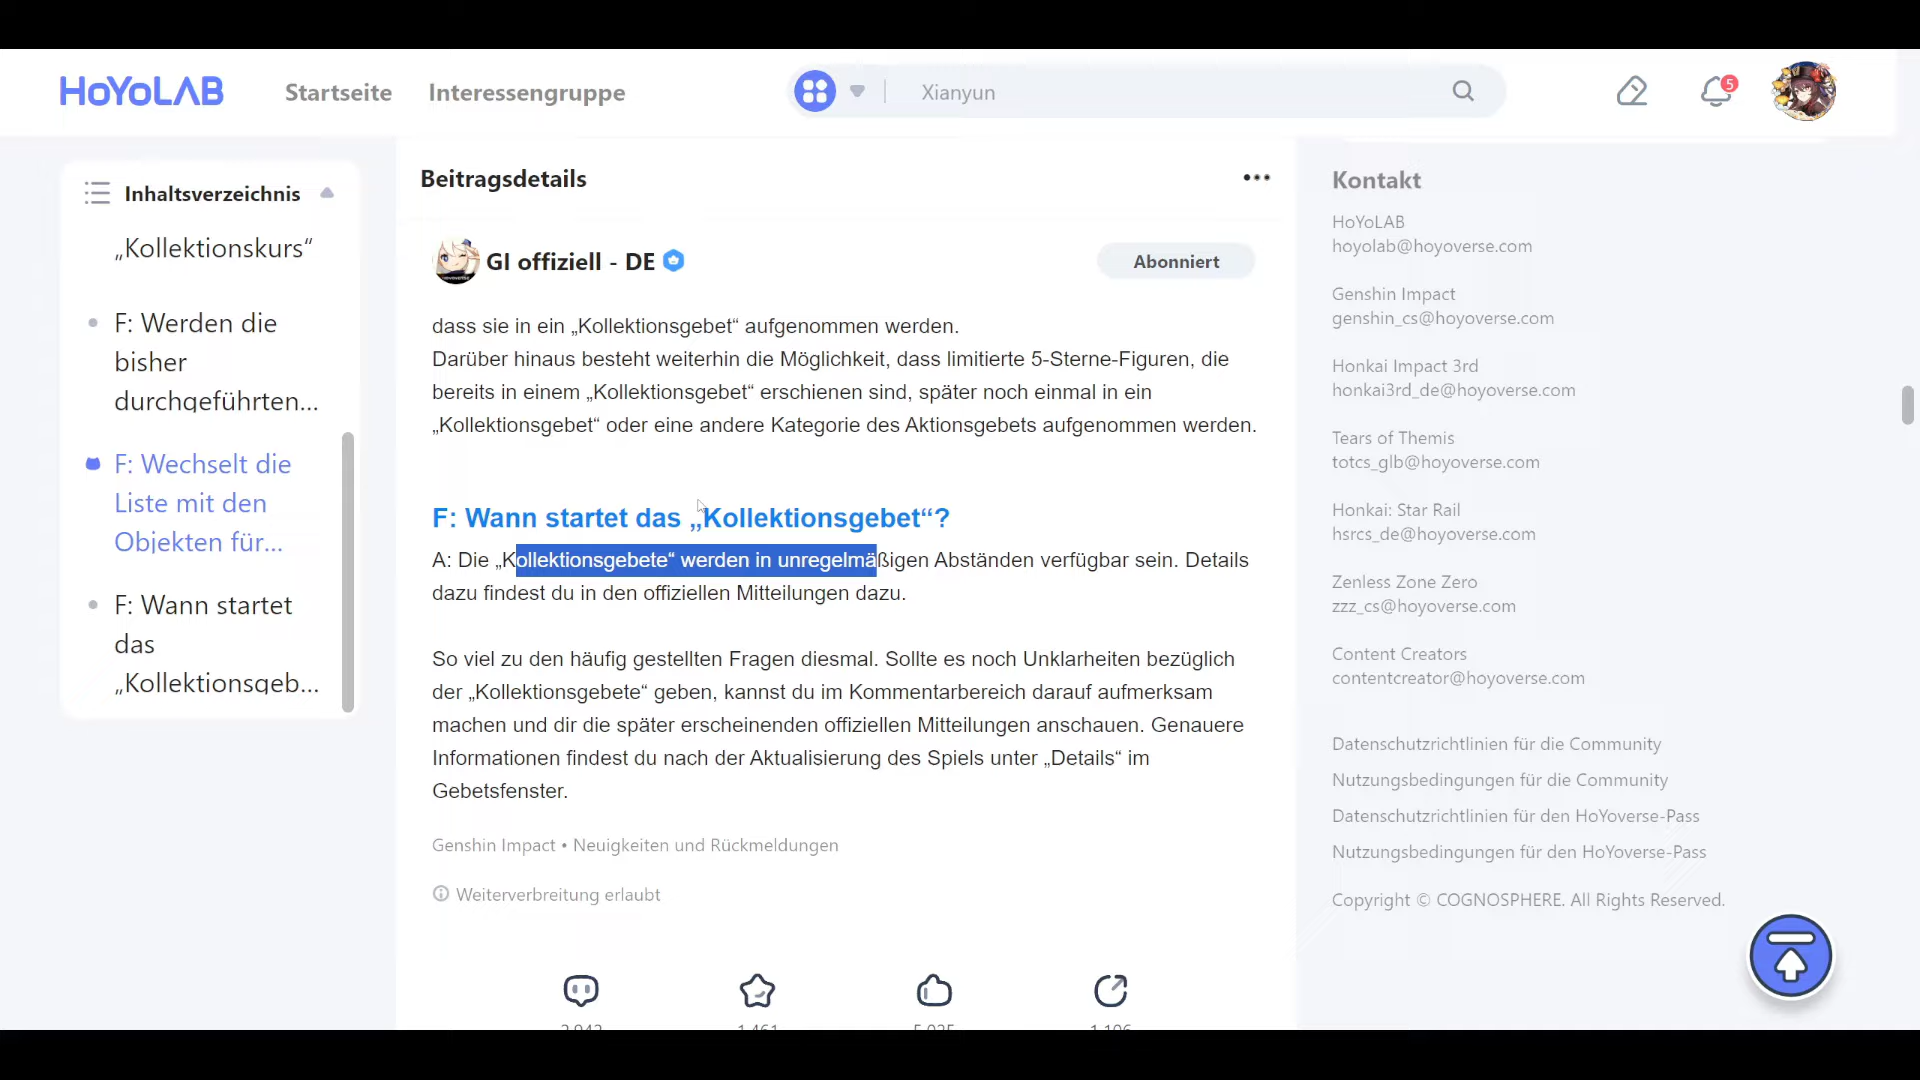 HoYoLAB
Startseite
Interessengruppe
Xianyun
5
Inhaltsverzeichnis
„Kollektionskurs“
F: Werden die
bisher
durchgeführten...
F: Wechselt die
Liste mit den
Objekten für...
F: Wann startet
das
„Kollektionsgeb...
Beitragsdetails
GI offiziell - DE
Abonniert
dass sie in ein „Kollektionsgebet“ aufgenommen werden.
Darüber hinaus besteht weiterhin die Möglichkeit, dass limitierte 5-Sterne-Figuren, die
bereits in einem „Kollektionsgebet“ erschienen sind, später noch einmal in ein
„Kollektionsgebet“ oder eine andere Kategorie des Aktionsgebets aufgenommen werden.
F: Wann startet das „Kollektionsgebet“?
A: Die „Kollektionsgebete“ werden in unregelmäßigen Abständen verfügbar sein. Details
dazu findest du in den offiziellen Mitteilungen dazu.
So viel zu den häufig gestellten Fragen diesmal. Sollte es noch Unklarheiten bezüglich
der „Kollektionsgebete“ geben, kannst du im Kommentarbereich darauf aufmerksam
machen und dir die später erscheinenden offiziellen Mitteilungen anschauen. Genauere
Informationen findest du nach der Aktualisierung des Spiels unter „Details“ im
Gebetsfenster.
Genshin Impact • Neuigkeiten und Rückmeldungen
Weiterverbreitung erlaubt
Kontakt
HoYoLAB
hoyolab@hoyoverse.com
Genshin Impact
genshin_cs@hoyoverse.com
Honkai Impact 3rd
honkai3rd_de@hoyoverse.com
Tears of Themis
totcs_glb@hoyoverse.com
Honkai: Star Rail
hsrcs_de@hoyoverse.com
Zenless Zone Zero
zzz_cs@hoyoverse.com
Content Creators
contentcreator@hoyoverse.com
Datenschutzrichtlinien für die Community
Nutzungsbedingungen für die Community
Datenschutzrichtlinien für den HoYoverse-Pass
Nutzungsbedingungen für den HoYoverse-Pass
Copyright © COGNOSPHERE. All Rights Reserved.